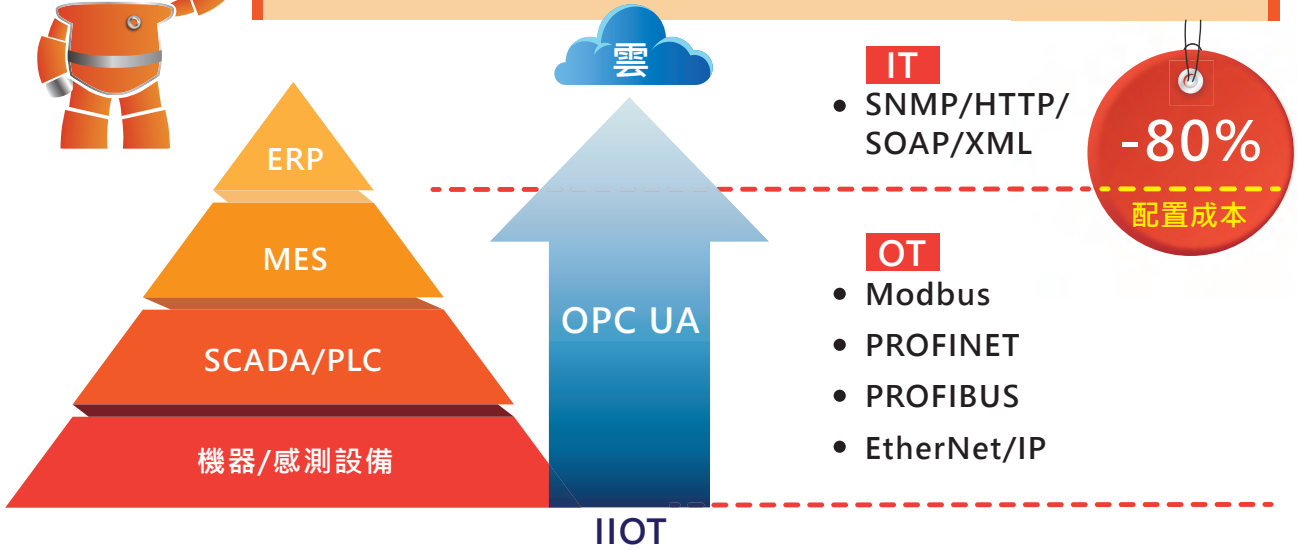 雲
ERP
MES
SCADA/PLC
機器/感測設備
OPC UA
IIOT
IT
• SNMP/HTTP/
SOAP/XML
OT
• Modbus
• PROFINET
• PROFIBUS
• EtherNet/IP
-80%
配置成本